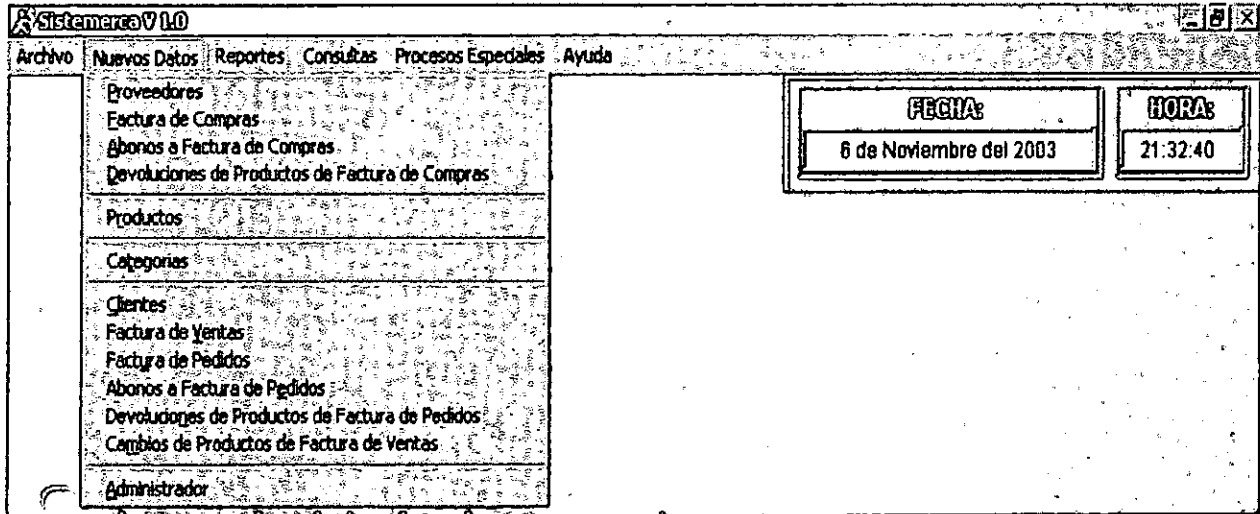 Sistemerca V 1.0
Archivo Nuevos Datos Reportes Consultas Procesos Especiales Ayuda
Proveedores
Factura de Compras
Abonos a Factura de Compras
Devoluciones de Productos de Factura de Compras
Productos
Categorias
Clientes
Factura de Ventas
Factura de Pedidos
Abonos a Factura de Pedidos
Devoluciones de Productos de Factura de Pedidos
Cambios de Productos de Factura de Ventas
Administrador
FECHA:
6 de Noviembre del 2003
HORA:
21:32:40